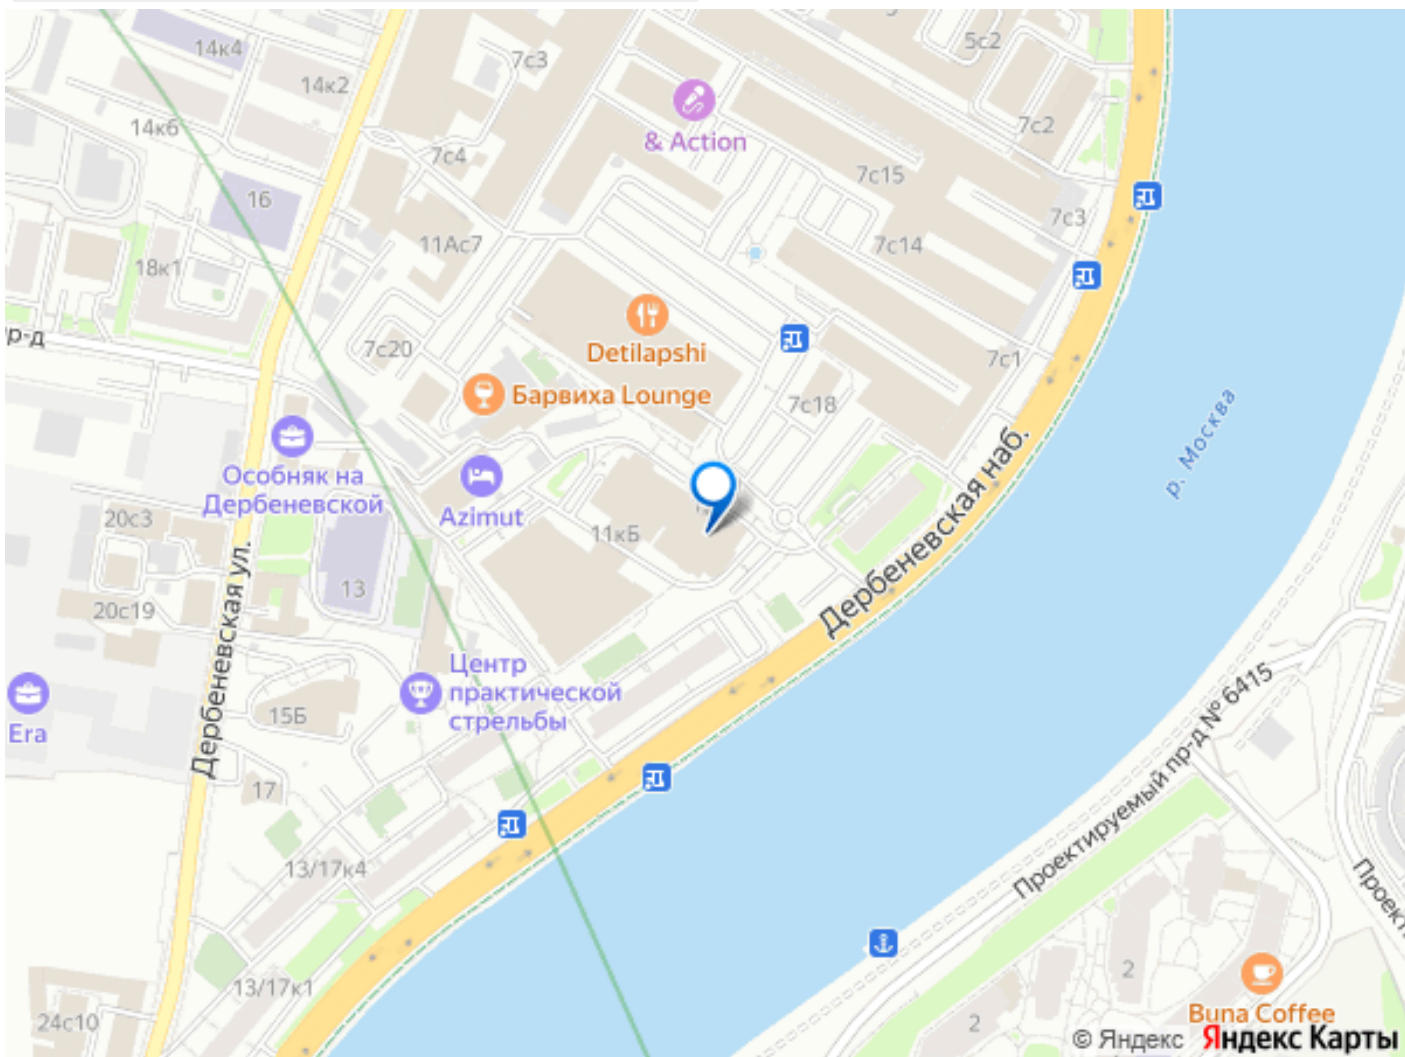 14к4
7с3
5с2
14к2
& Action
14к6
7с2
7с4
7с15
16
7с3
11Ас7
7с14
18к1
Detilapshi
пр-д
7с20
7с1
Барвиха Lounge
7с18
р. Москва
Особняк на
Дербеневской
Azimut
20с3
11кБ
Дербеневская наб.
13
20с19
Дербеневская ул.
Центр
практической
стрельбы
Era
15Б
Проектируемый пр-д № 6415
17
13/17к4
13/17к1
2
24с10
2
Buna Coffee
© Яндекс Яндекс Карты